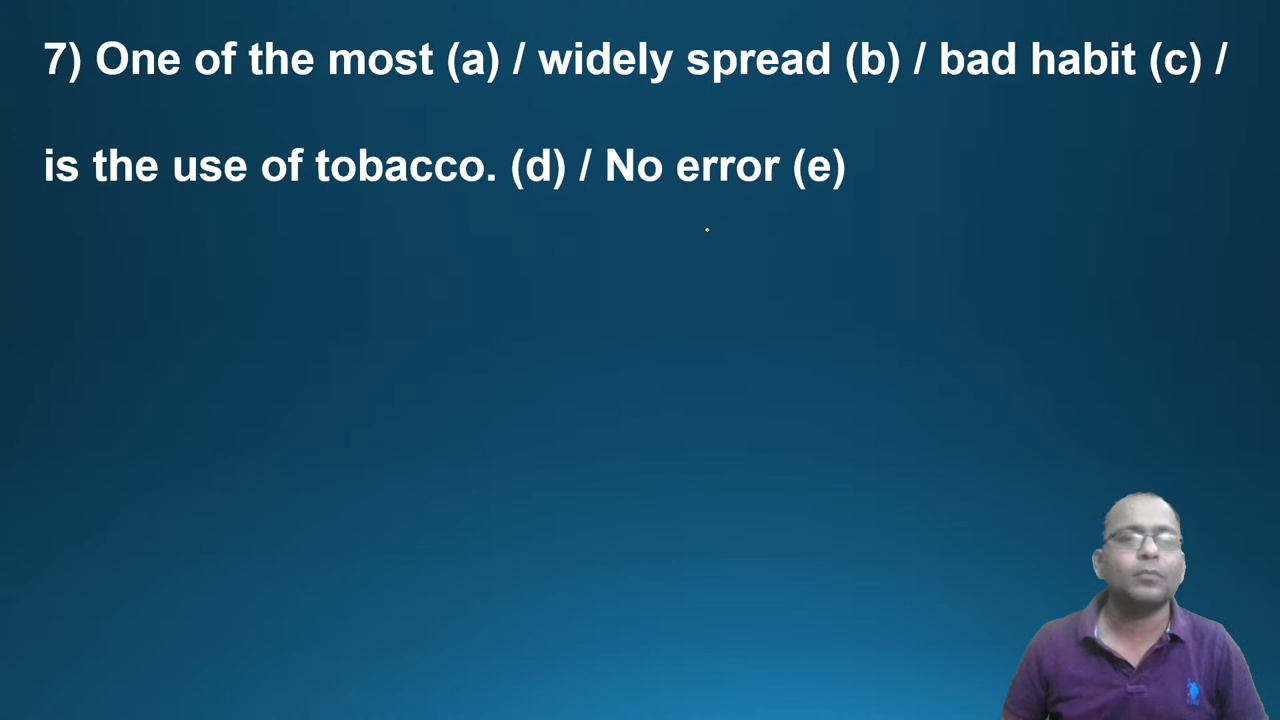 7) One of the most (a) / widely spread (b) / bad habit (c) /
is the use of tobacco. (d) / No error (e)